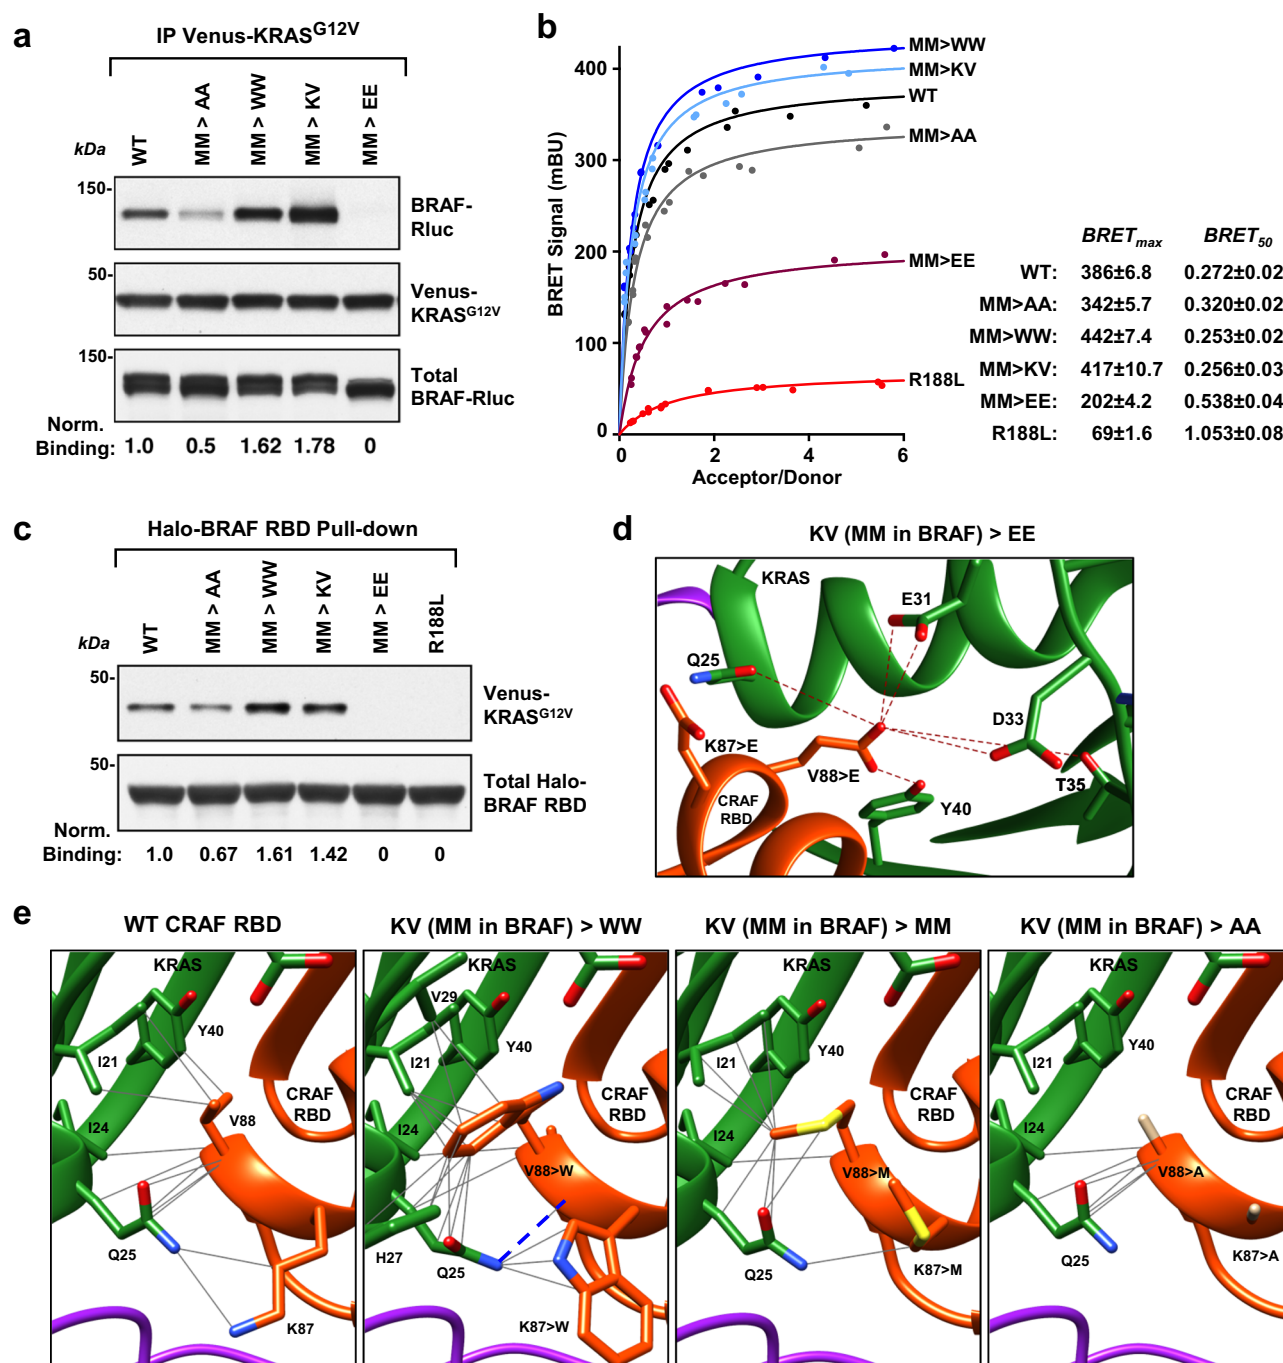 a
IP Venus-KRAS^G12V
kDa
WT
MM > AA
MM > WW
MM > KV
MM > EE
150-
BRAF-
Rluc
50-
Venus-
KRAS^G12V
150-
Total
BRAF-Rluc
Norm.
Binding: 1.0 0.5 1.62 1.78 0
b
BRET Signal (mBU)
400
300
200
100
0
0 2 4 6
Acceptor/Donor
MM>WW
MM>KV
WT
MM>AA
MM>EE
R188L
BRETmax BRET50
WT: 386±6.8 0.272±0.02
MM>AA: 342±5.7 0.320±0.02
MM>WW: 442±7.4 0.253±0.02
MM>KV: 417±10.7 0.256±0.03
MM>EE: 202±4.2 0.538±0.04
R188L: 69±1.6 1.053±0.08
c
Halo-BRAF RBD Pull-down
kDa
WT
MM > AA
MM > WW
MM > KV
MM > EE
R188L
50-
Venus-
KRAS^G12V
50-
Total Halo-
BRAF RBD
Norm.
Binding: 1.0 0.67 1.61 1.42 0 0
d
KV (MM in BRAF) > EE
KRAS
E31
Q25
D33
K87>E
V88>E
T35
CRAF
RBD
Y40
e
WT CRAF RBD
KRAS
Y40
I21
CRAF
RBD
V88
I24
Q25
K87
KV (MM in BRAF) > WW
KRAS
V29
Y40
I21
CRAF
RBD
I24
V88>W
H27
Q25
K87>W
KV (MM in BRAF) > MM
KRAS
Y40
I21
CRAF
RBD
I24
V88>M
Q25
K87>M
KV (MM in BRAF) > AA
KRAS
Y40
I21
CRAF
RBD
I24
V88>A
Q25
K87>A